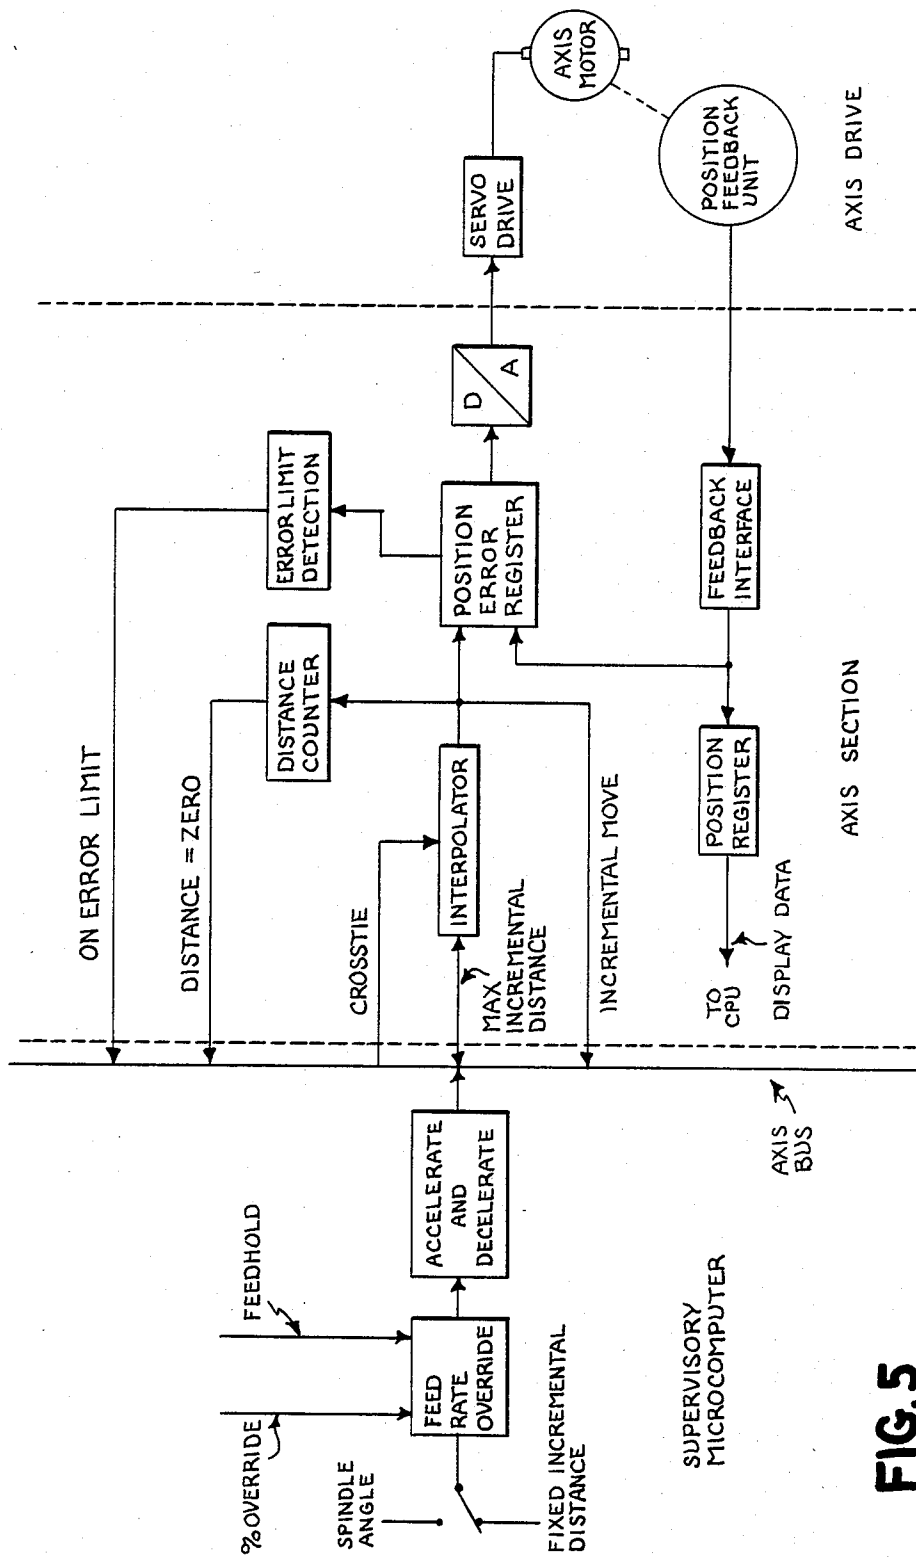 %OVERRIDE
FEEDHOLD
SPINDLE
ANGLE
FIXED INCREMENTAL
DISTANCE
FEED
RATE
OVERRIDE
ACCELERATE
AND
DECELERATE
SUPERVISORY
MICROCOMPUTER
AXIS
BUS
ON ERROR LIMIT
DISTANCE = ZERO
CROSSTIE
MAX
INCREMENTAL
DISTANCE
INCREMENTAL MOVE
INTERPOLATOR
DISTANCE
COUNTER
ERROR LIMIT
DETECTION
POSITION
ERROR
REGISTER
D
A
TO
CPU
DISPLAY DATA
POSITION
REGISTER
FEEDBACK
INTERFACE
AXIS SECTION
SERVO
DRIVE
AXIS
MOTOR
POSITION
FEEDBACK
UNIT
AXIS DRIVE
FIG. 5